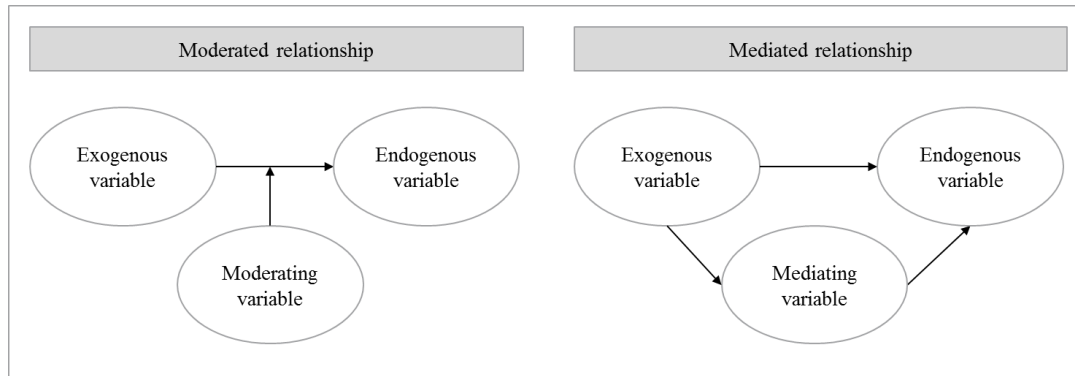 Moderated relationship
Exogenous
variable
Endogenous
variable
Moderating
variable
Mediated relationship
Exogenous
variable
Endogenous
variable
Mediating
variable